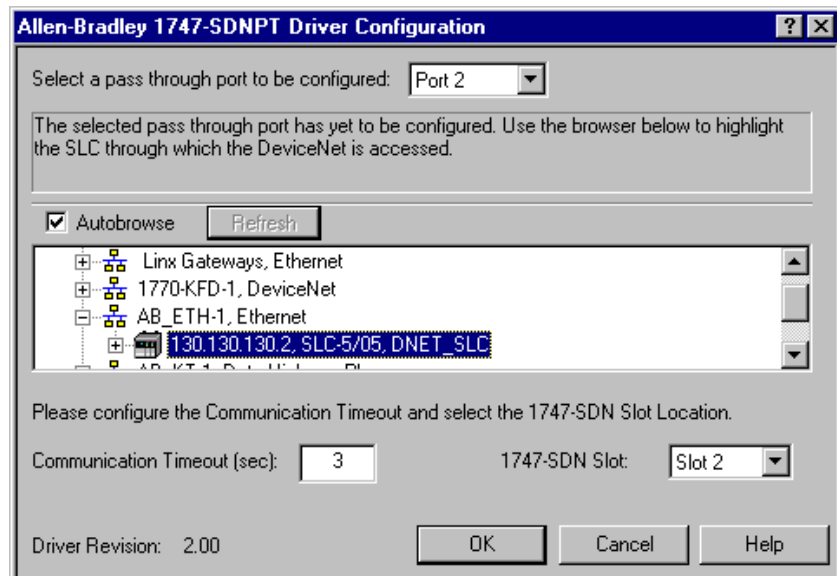 Allen-Bradley 1747-SDNPT Driver Configuration
Select a pass through port to be configured: Port 2
The selected pass through port has yet to be configured. Use the browser below to highlight
the SLC through which the DeviceNet is accessed.
Autobrowse Refresh
Linx Gateways, Ethernet
1770-KFD-1, DeviceNet
AB_ETH-1, Ethernet
130.130.130.2, SLC-5/05, DNET_SLC
Please configure the Communication Timeout and select the 1747-SDN Slot Location.
Communication Timeout (sec): 3 1747-SDN Slot: Slot 2
Driver Revision: 2.00 OK Cancel Help